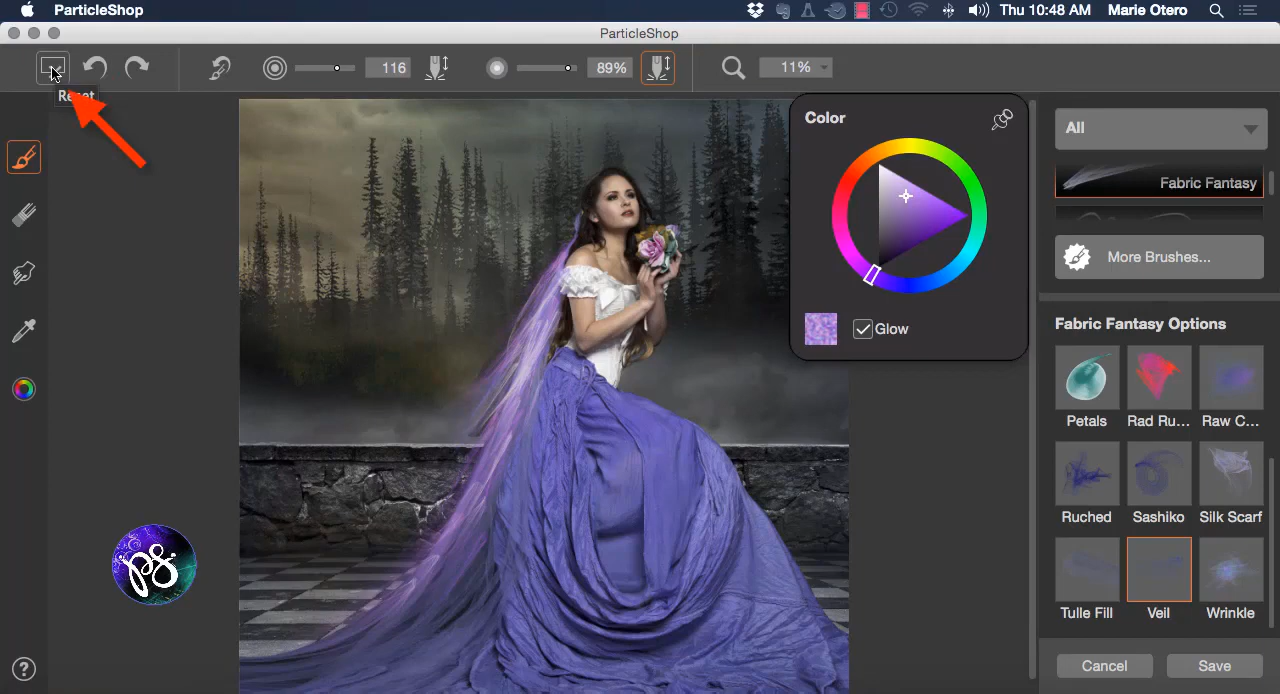 ParticleShop
Thu 10:48 AM Marie Otero
ParticleShop
116
89%
11%
Reset
Color
Glow
All
Fabric Fantasy
More Brushes...
Fabric Fantasy Options
Petals Rad Ru... Raw C...
Ruched Sashiko Silk Scarf
Tulle Fill Veil Wrinkle
ps
?
Cancel Save